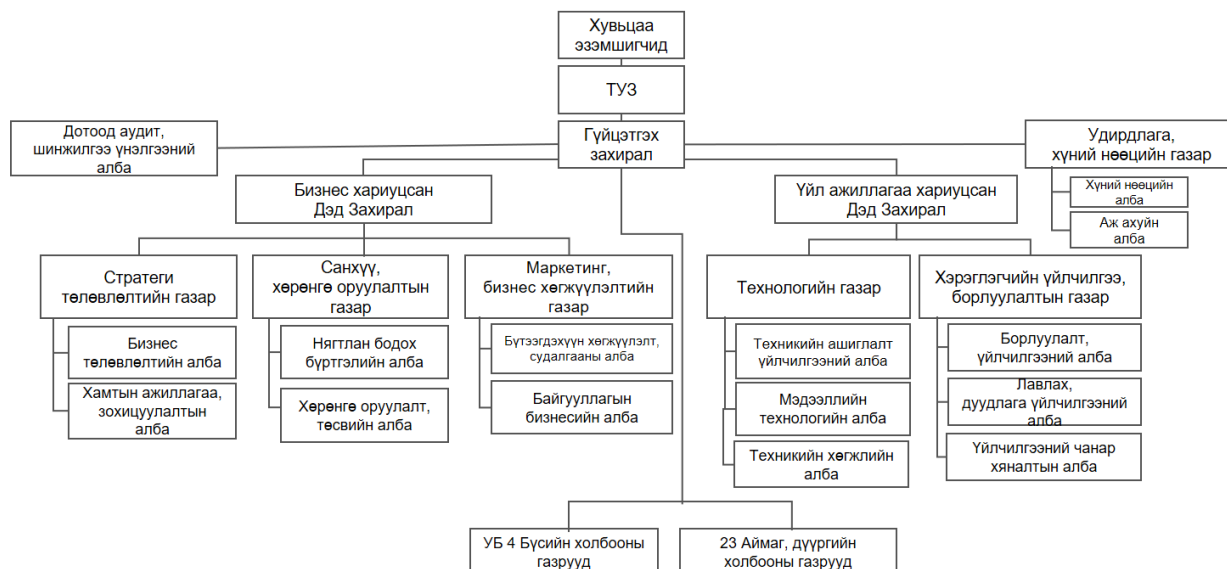 Хувьцаа
эзэмшигчид
ТУЗ
Гүйцэтгэх
захирал
Дотоод аудит,
шинжилгээ үнэлгээний
алба
Удирдлага,
хүний нөөцийн газар
Хүний нөөцийн
алба
Аж ахуйн
алба
Бизнес хариуцсан
Дэд Захирал
Үйл ажиллагаа хариуцсан
Дэд Захирал
Стратеги
төлөвлөлтийн газар
Бизнес
төлөвлөлтийн алба
Хамтын ажиллагаа,
зохицуулалтын
алба
Санхүү,
хөрөнгө оруулалтын
газар
Нягтлан бодох
бүртгэлийн алба
Хөрөнгө оруулалт,
төсвийн алба
Маркетинг,
бизнес хөгжүүлэлтийн
газар
Бүтээгдэхүүн хөгжүүлэлт,
судалгааны алба
Байгууллагын
бизнесийн алба
Технологийн газар
Техникийн ашиглалт
үйлчилгээний алба
Мэдээллийн
технологийн алба
Техникийн хөгжлийн
алба
Хэрэглэгчийн үйлчилгээ,
борлуулалтын газар
Борлуулалт,
үйлчилгээний алба
Лавлах,
дуудлага үйлчилгээний
алба
Үйлчилгээний чанар
хяналтын алба
УБ 4 Бүсийн холбооны
газрууд
23 Аймаг, дүүргийн
холбооны газрууд